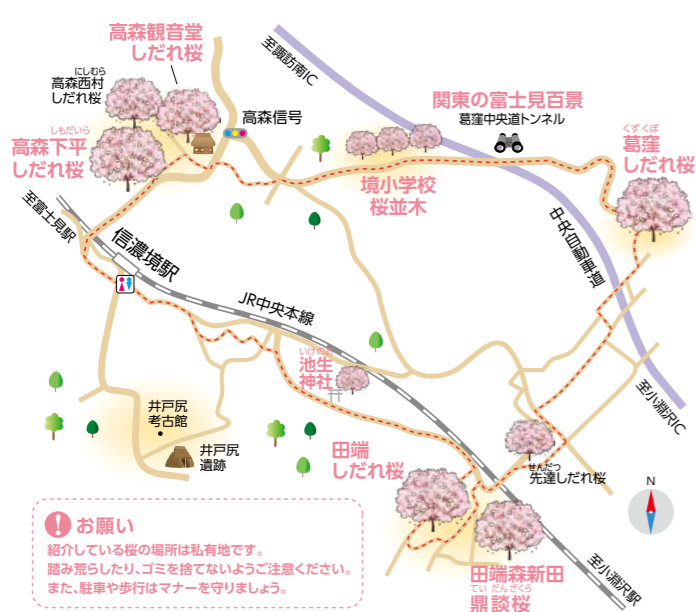 高森観音堂
しだれ桜
にしむら
高森西村
しだれ桜
しもだいら
高森下平
しだれ桜
高森信号
至諏訪南IC
関東の富士見百景
葛窪中央道トンネル
くずくぼ
葛窪
しだれ桜
境小学校
桜並木
中央自動車道
至富士見駅
信濃境駅
JR中央本線
いけのお
池生
神社
至小淵沢IC
井戸尻
考古館
井戸尻
遺跡
田端
しだれ桜
せんだつ
先達しだれ桜
N
田端森新田
てい だんざくら
鼎談桜
至小淵沢駅
! お願い
紹介している桜の場所は私有地です。
踏み荒らしたり、ゴミを捨てないようご注意ください。
また、駐車や歩行はマナーを守りましょう。